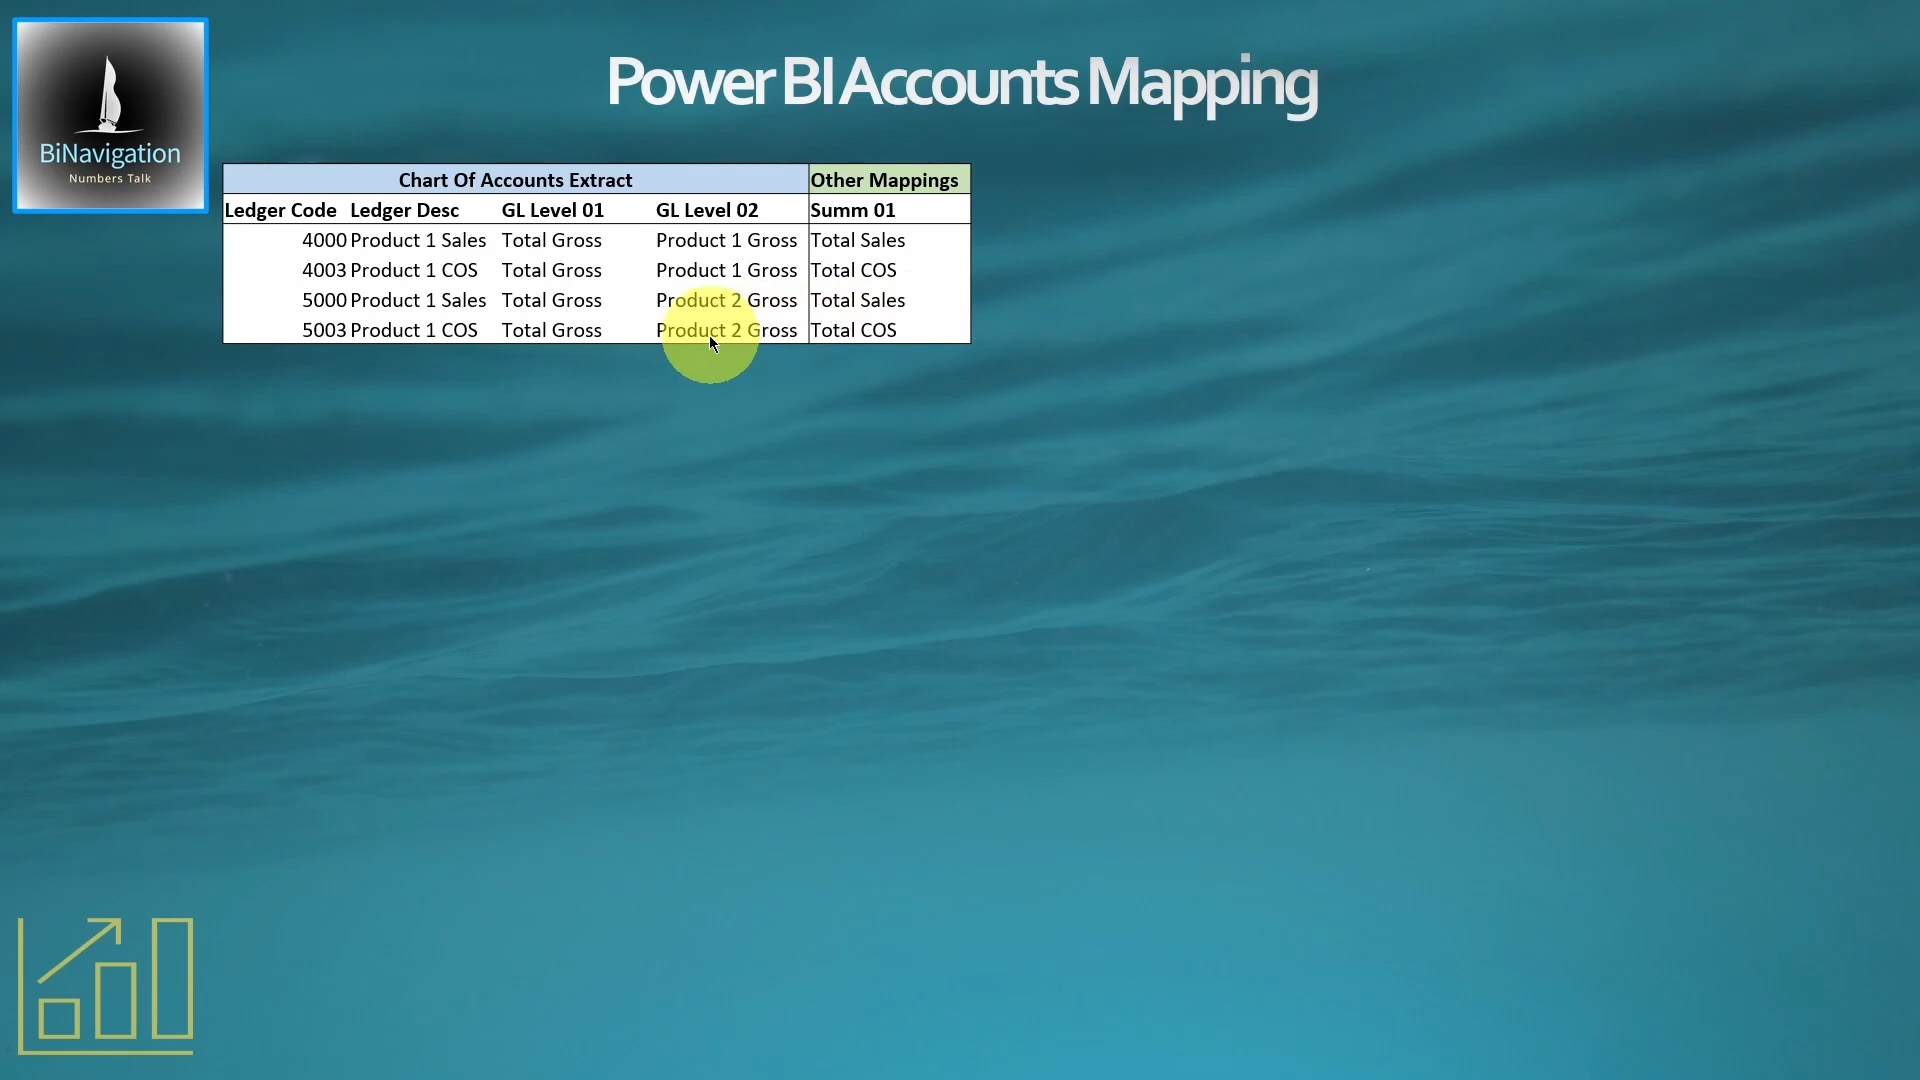 Power BI Accounts Mapping
BiNavigation
Numbers Talk
Chart Of Accounts Extract Other Mappings
Ledger Code Ledger Desc GL Level 01 GL Level 02 Summ 01
4000 Product 1 Sales Total Gross Product 1 Gross Total Sales
4003 Product 1 COS Total Gross Product 1 Gross Total COS
5000 Product 1 Sales Total Gross Product 2 Gross Total Sales
5003 Product 1 COS Total Gross Product 2 Gross Total COS